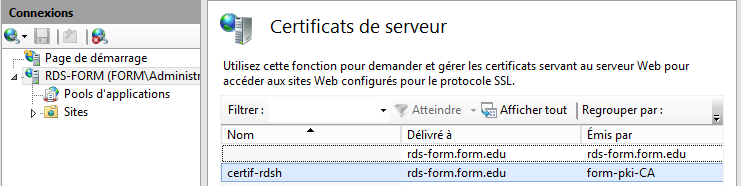 Connexions
Page de démarrage
RDS-FORM (FORM\Administr
Pools d'applications
Sites
Certificats de serveur
Utilisez cette fonction pour demander et gérer les certificats servant au serveur Web pour
accéder aux sites Web configurés pour le protocole SSL.
Filtrer : Atteindre Afficher tout Regrouper par :
Nom Délivré à Émis par
rds-form.form.edu rds-form.form.edu
certif-rdsh rds-form.form.edu form-pki-CA